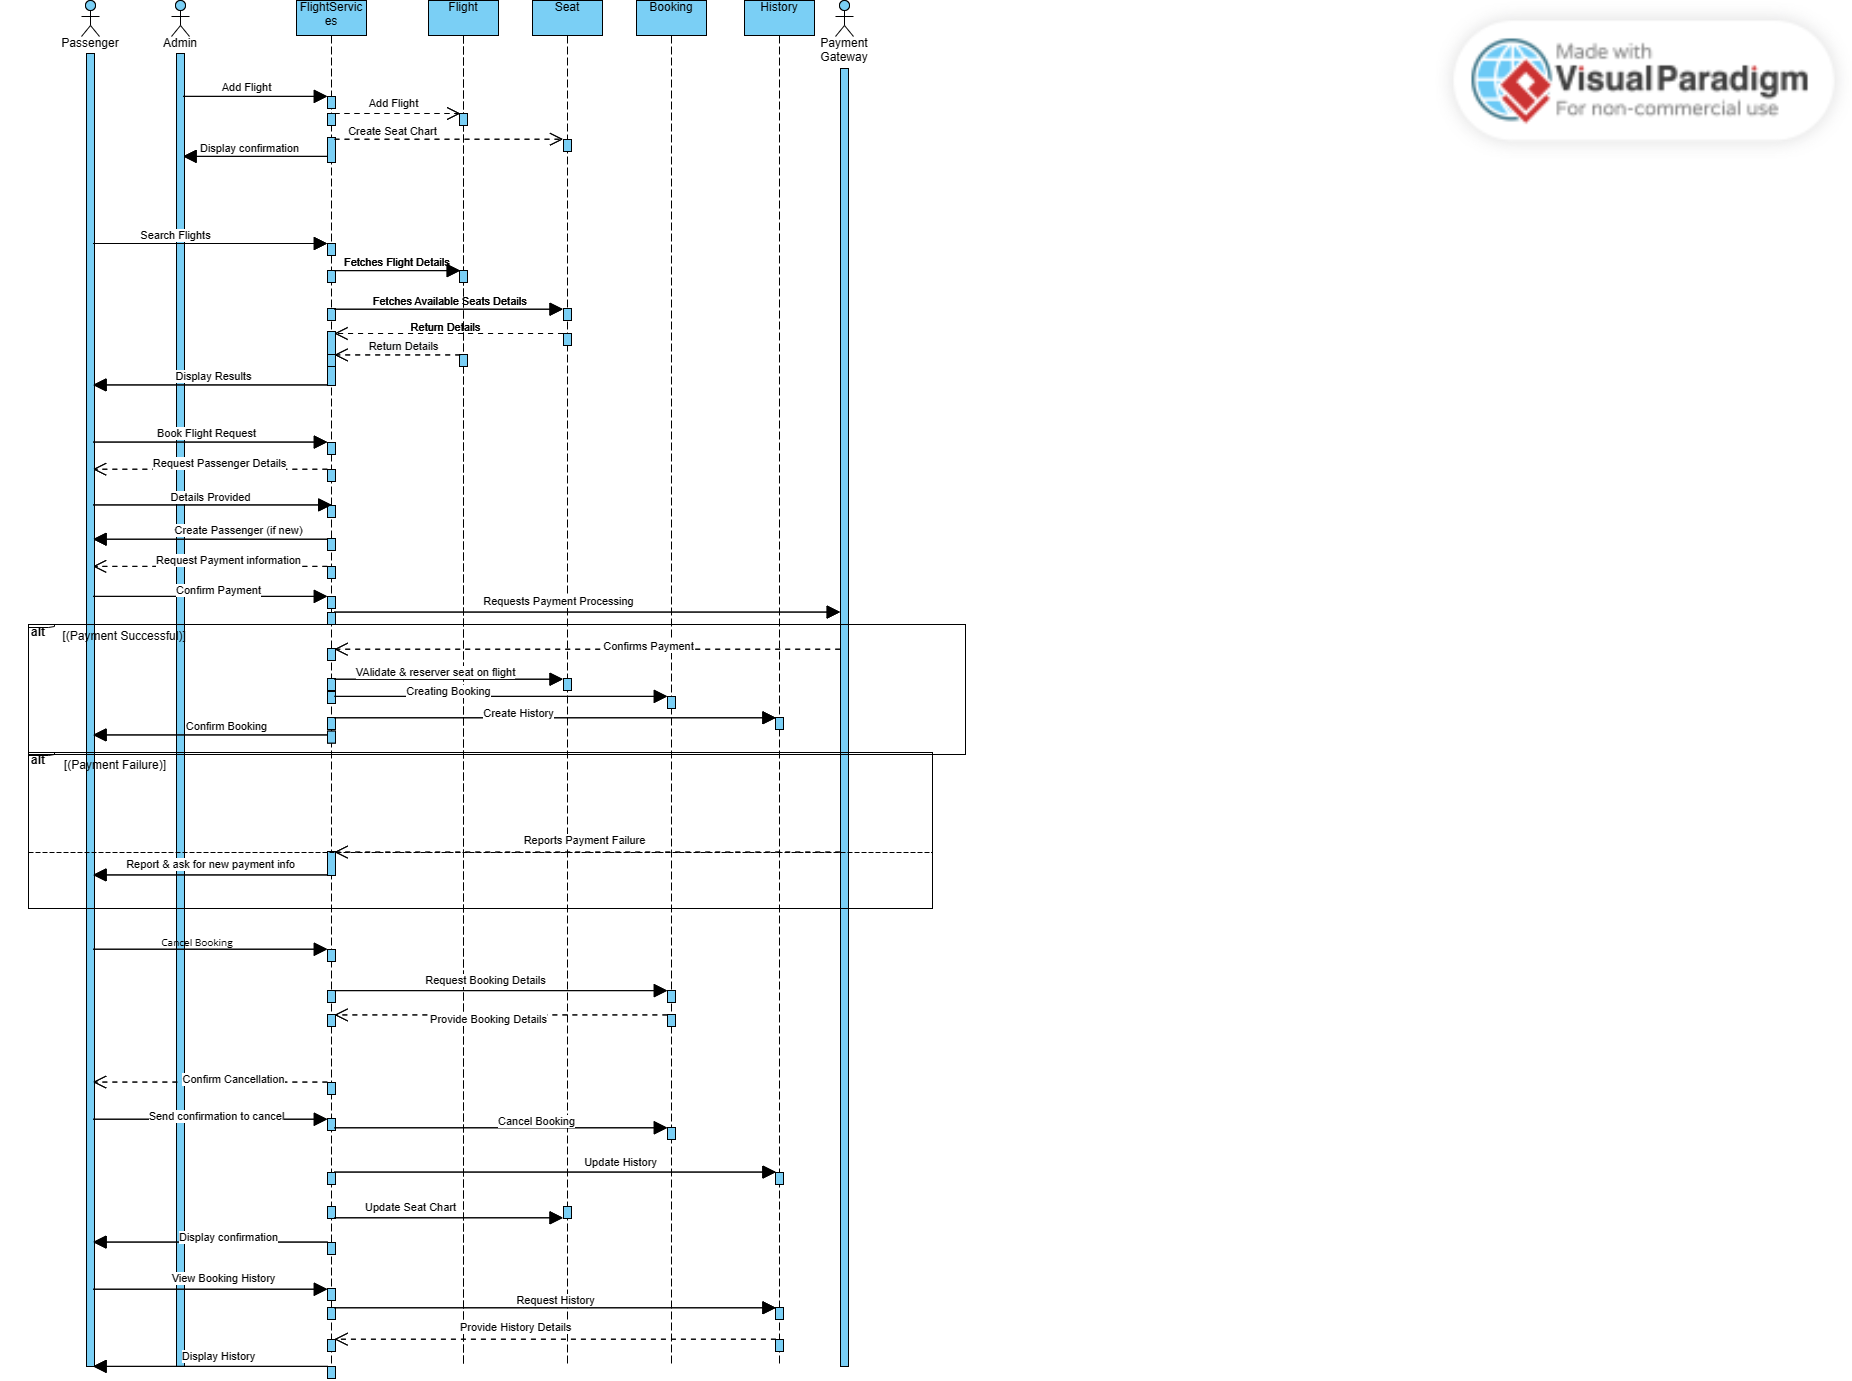 FlightServic
es
Flight
Seat
Booking
History
Passenger
Admin
Payment
Gateway
Made with
Visual Paradigm
For non-commercial use
Add Flight
Add Flight
Create Seat Chart
Display confirmation
Search Flights
Fetches Flight Details
Fetches Available Seats Details
Return Details
Return Details
Display Results
Book Flight Request
Request Passenger Details
Details Provided
Create Passenger (if new)
Request Payment information
Confirm Payment
Requests Payment Processing
alt
[(Payment Successful)]
Confirms Payment
VAlidate & reserver seat on flight
Creating Booking
Create History
Confirm Booking
alt
[(Payment Failure)]
Reports Payment Failure
Report & ask for new payment info
Cancel Booking
Request Booking Details
Provide Booking Details
Confirm Cancellation
Send confirmation to cancel
Cancel Booking
Update History
Update Seat Chart
Display confirmation
View Booking History
Request History
Provide History Details
Display History